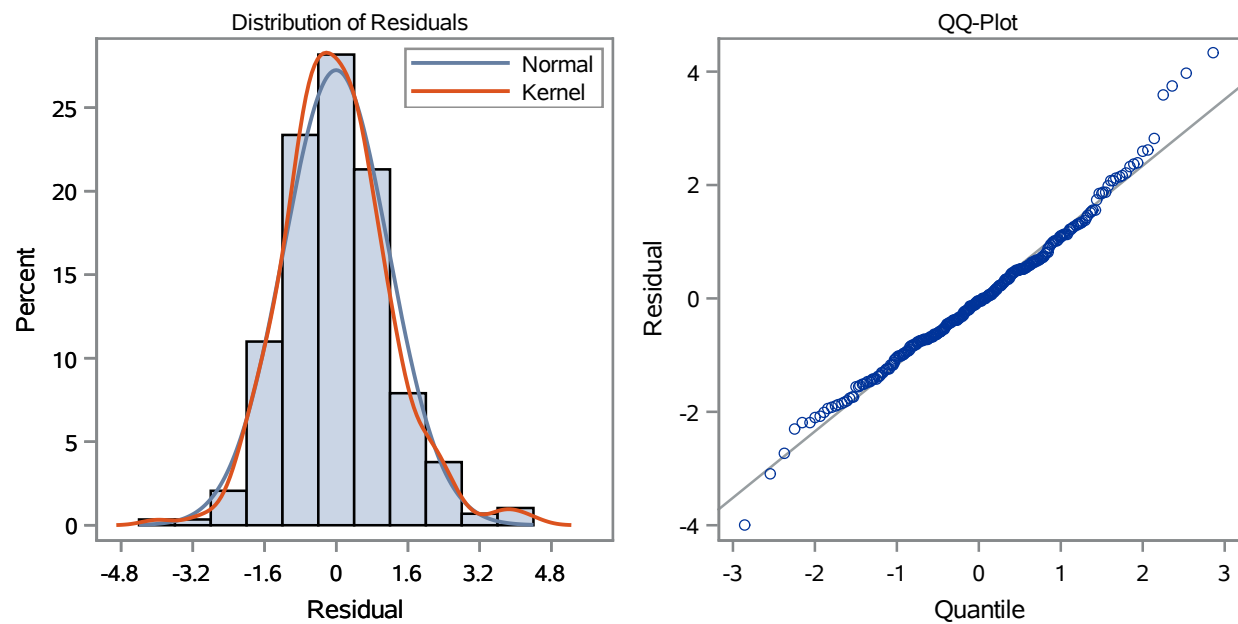 Distribution of Residuals
Normal
Kernel
Percent
25
20
15
10
5
0
-4.8 -3.2 -1.6 0 1.6 3.2 4.8
Residual
QQ-Plot
Residual
4
2
0
-2
-4
-3 -2 -1 0 1 2 3
Quantile